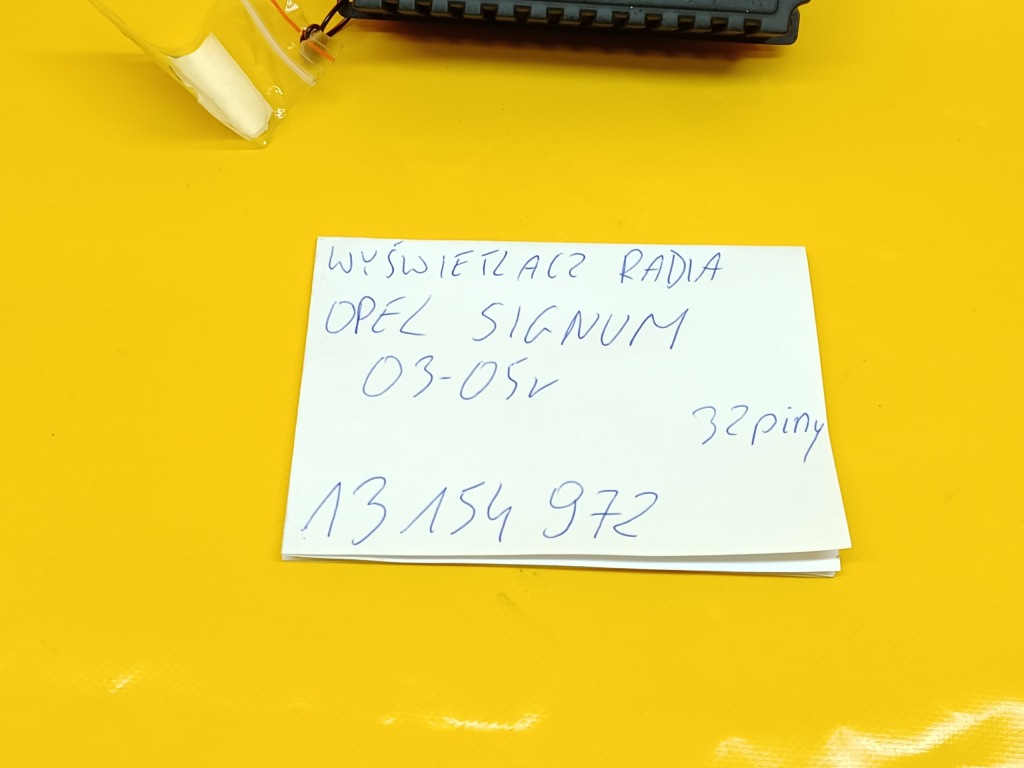 WYŚWIETLACZ RADIA
OPEL SIGNUM
03-05r
32piny
13 154 972